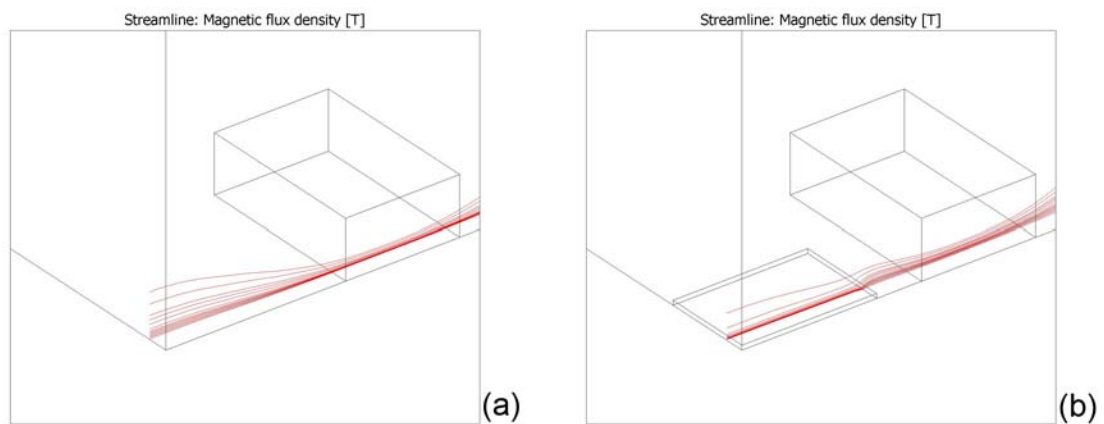 Streamline: Magnetic flux density [T]
(a)
Streamline: Magnetic flux density [T]
(b)